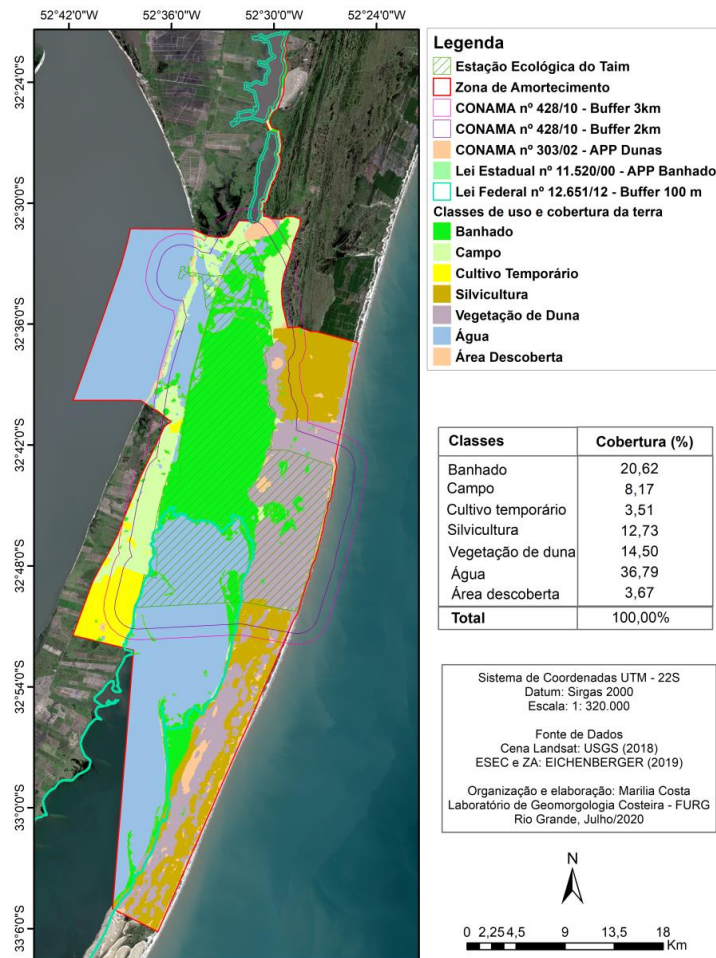 52°42'0"W 52°36'0"W 52°30'0"S 52°24'0"O
32°24'0"S
32°30'0"S
32°36'0"S
32°42'0"S
32°48'0"S
32°54'0"S
33°0'0"S
33°6'0"S
Legenda
Estação Ecológica do Taim
Zona de Amortecimento
CONAMA nº 428/10 - Buffer 3km
CONAMA nº 428/10 - Buffer 2km
CONAMA nº 303/02 - APP Dunas
Lei Estadual nº 11.520/00 - APP Banhado
Lei Federal nº 12.651/12 - Buffer 100 m
Classes de uso e cobertura da terra
Banhado
Campo
Cultivo Temporário
Silvicultura
Vegetação de Duna
Água
Área Descoberta
Classes Cobertura (%)
Banhado 20,62
Campo 8,17
Cultivo temporário 3,51
Silvicultura 12,73
Vegetação de duna 14,50
Água 36,79
Área descoberta 3,67
Total 100,00%
Sistema de Coordenadas UTM - 22S
Datum: Sirgas 2000
Escala: 1: 320.000
Fonte de Dados
Cena Landsat: USGS (2018)
ESEC e ZA: EICHENBERGER (2019)
Organização e elaboração: Marilia Costa
Laboratório de Geomorgologia Costeira - FURG
Rio Grande, Julho/2020
N
0 2,25 4,5 9 13,5 18
Km